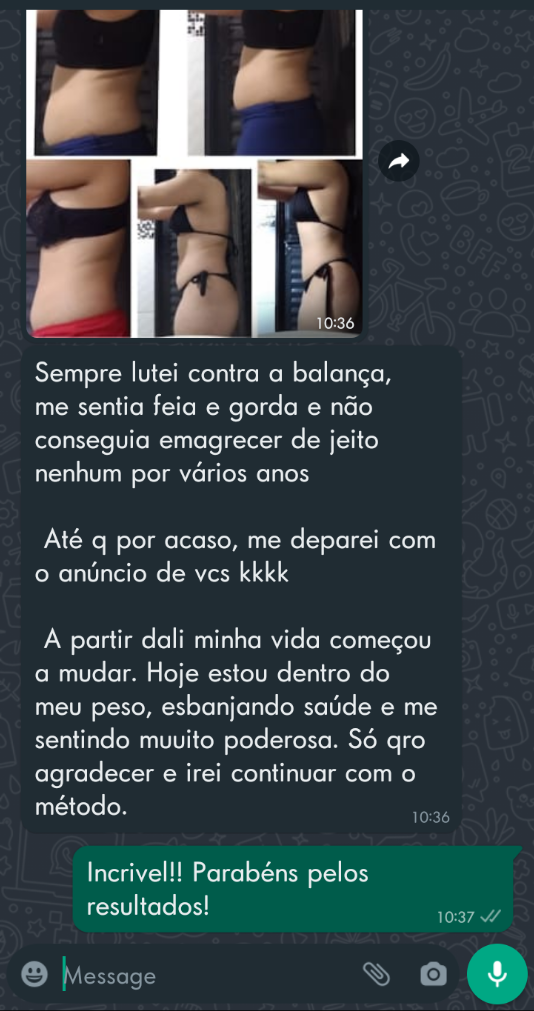 10:36
Sempre lutei contra a balança,
me sentia feia e gorda e não
conseguia emagrecer de jeito
nenhum por vários anos
Até q por acaso, me deparei com
o anúncio de vcs kkkk
A partir dali minha vida começou
a mudar. Hoje estou dentro do
meu peso, esbanjando saúde e me
sentindo muuito poderosa. Só qro
agradecer e irei continuar com o
método.
10:36
Incrivel!! Parabéns pelos
resultados!
10:37
Message